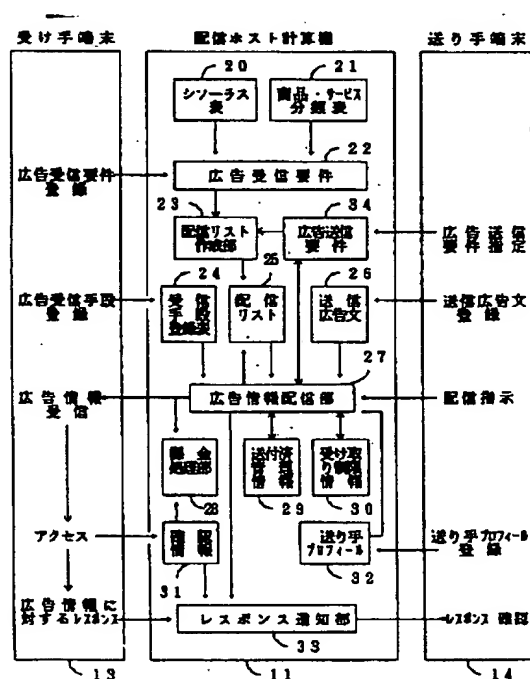 受け手端末
配信ホスト計算機
送り手端末
20
21
シソーラス
表
商品・サービス
分類表
22
広告受信要件
登録
広告受信要件
23
34
配信リスト
作成部
広告送信
要件
広告送信
要件指定
24
25
26
広告受信手段
登録
受信
手段
登録表
配信
リスト
送信
広告文
送信広告文
登録
27
広告情報
受信
広告情報配信部
配信指示
課金
処理部
送付済
管理
情報
受け取
り制限
情報
28
29
30
アクセス
確認
情報
送り手
プロフィール
送り手プロフィール
登録
31
32
広告情報に
対するレスポンス
レスポンス通知部
レスポンス確認
33
13
11
14